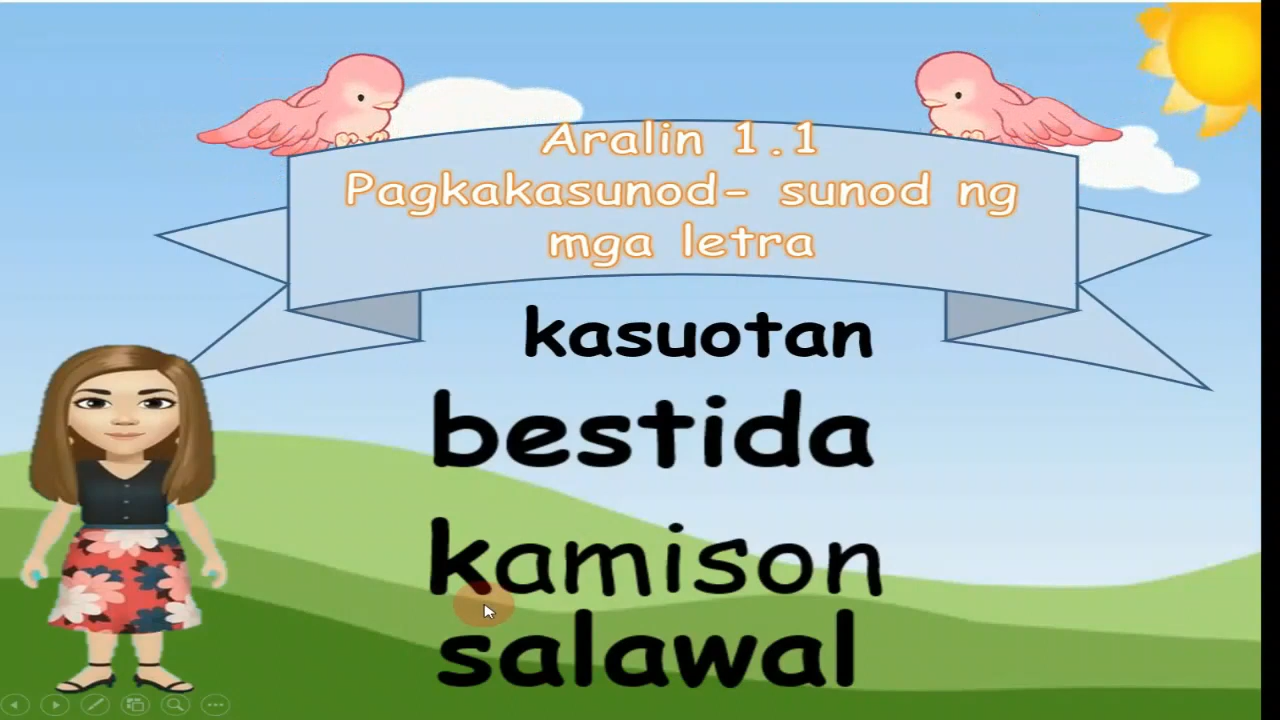 Aralin 1.1
Pagkakasunod- sunod ng
mga letra
kasuotan
bestida
kamison
salawal